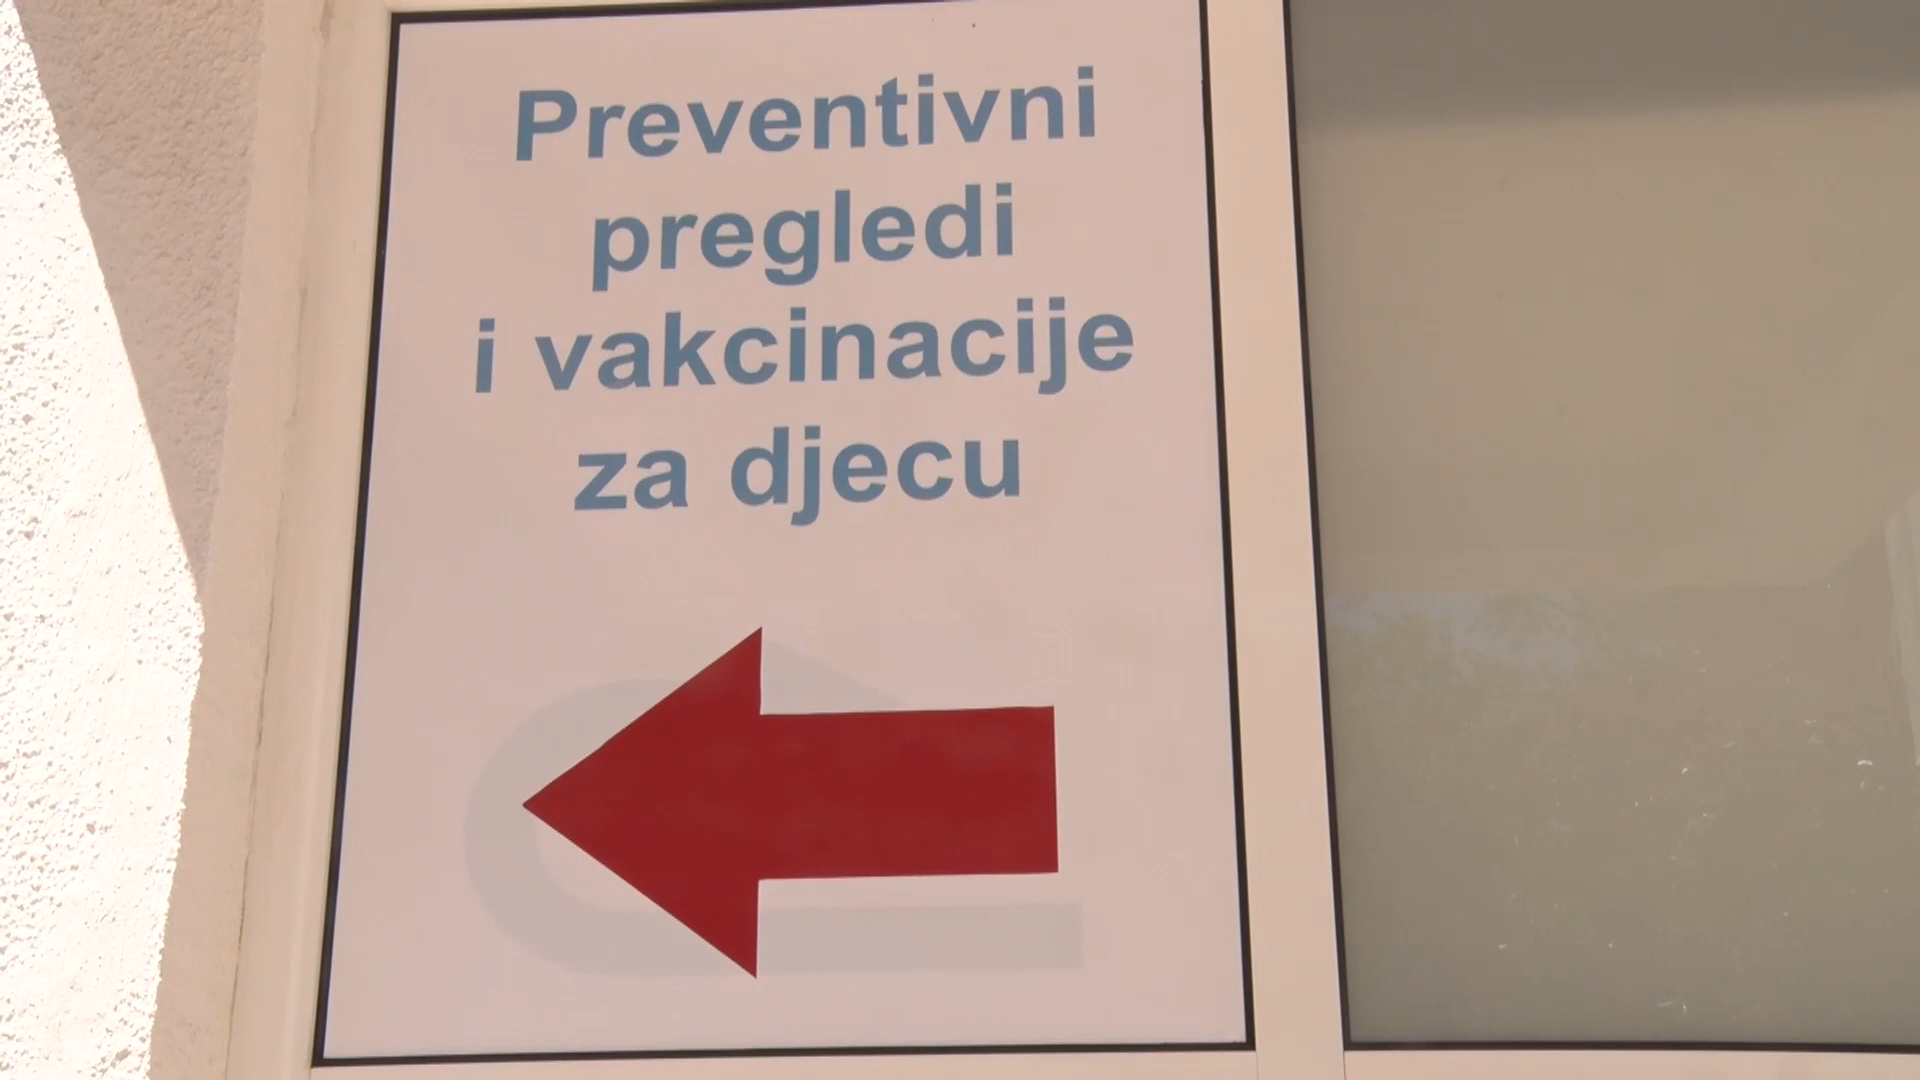 Preventivni
pregledi
i vakcinacije
za djecu